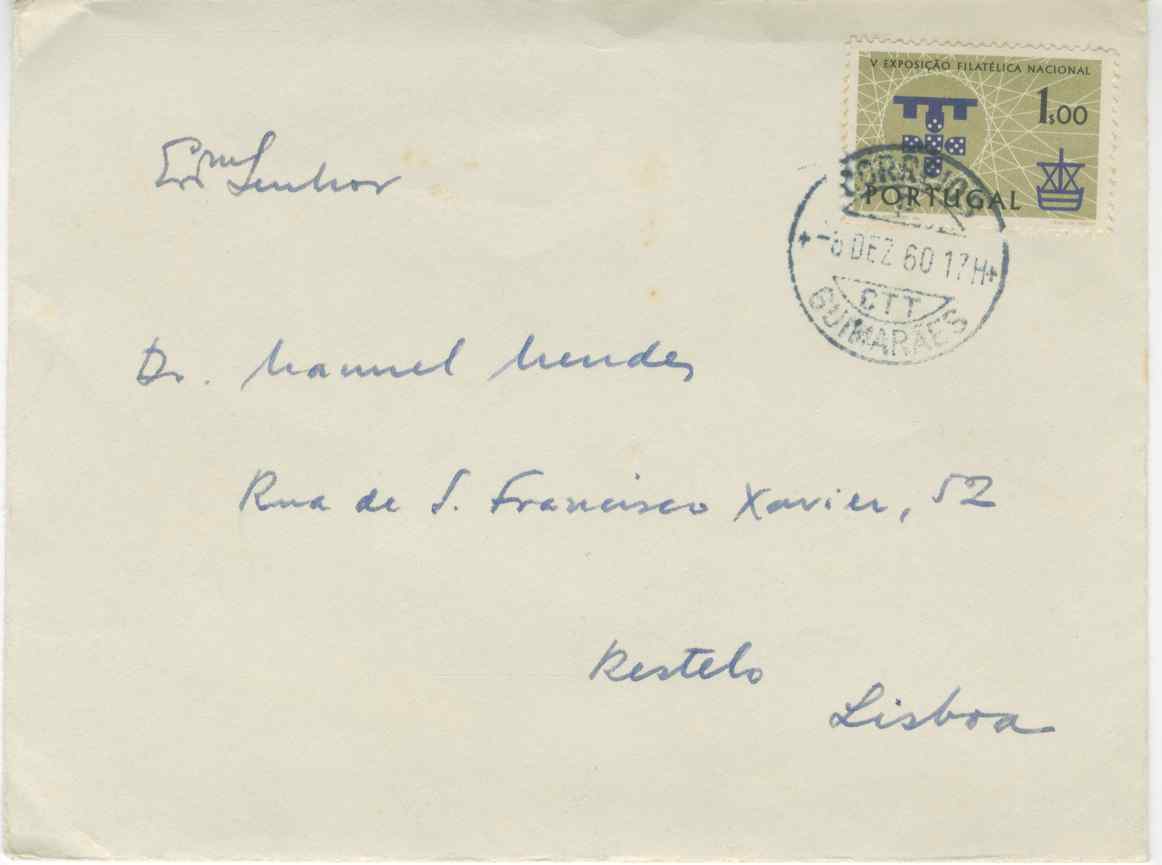 V EXPOSIÇÃO FILATÉLICA NACIONAL
1$00
PORTUGAL
-6 DEZ 60 17H
CTT
GUIMARÃES
Exmº Senhor
Dr. Manuel Mendes
Rua de S. Francisco Xavier, 52
Restelo
Lisboa